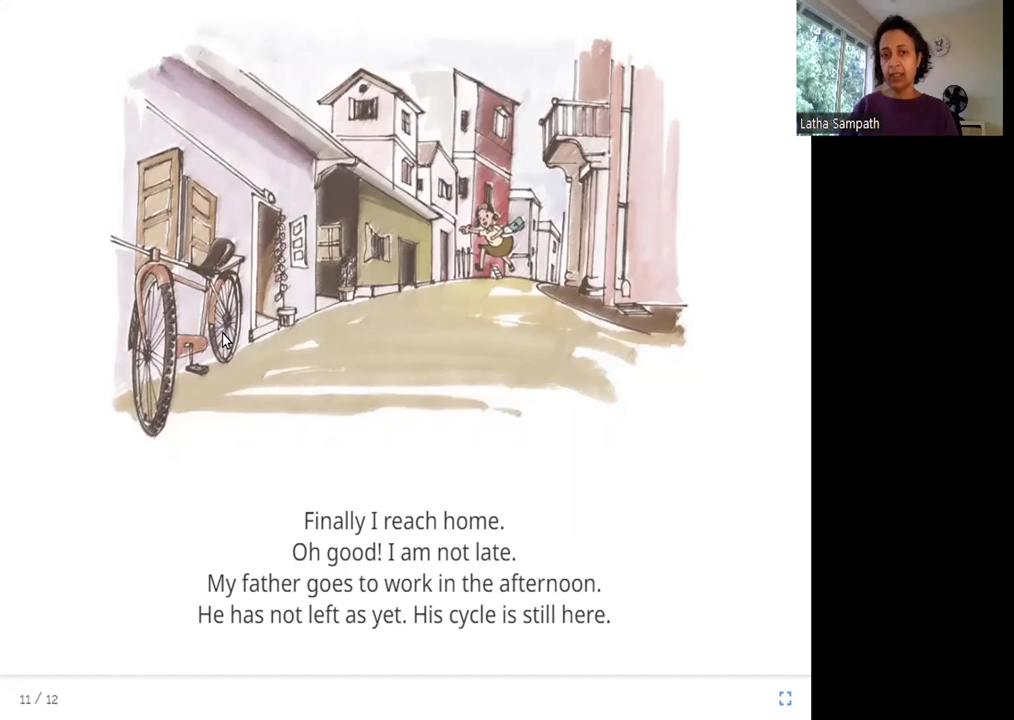 Latha Sampath
Finally I reach home.
Oh good! I am not late.
My father goes to work in the afternoon.
He has not left as yet. His cycle is still here.
11 / 12